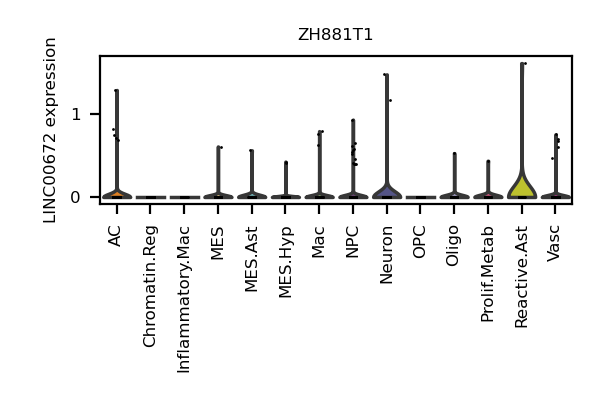 ZH881T1
LINC00672 expression
1
0
AC
Chromatin.Reg
Inflammatory.Mac
MES
MES.Ast
MES.Hyp
Mac
NPC
Neuron
OPC
Oligo
Prolif.Metab
Reactive.Ast
Vasc